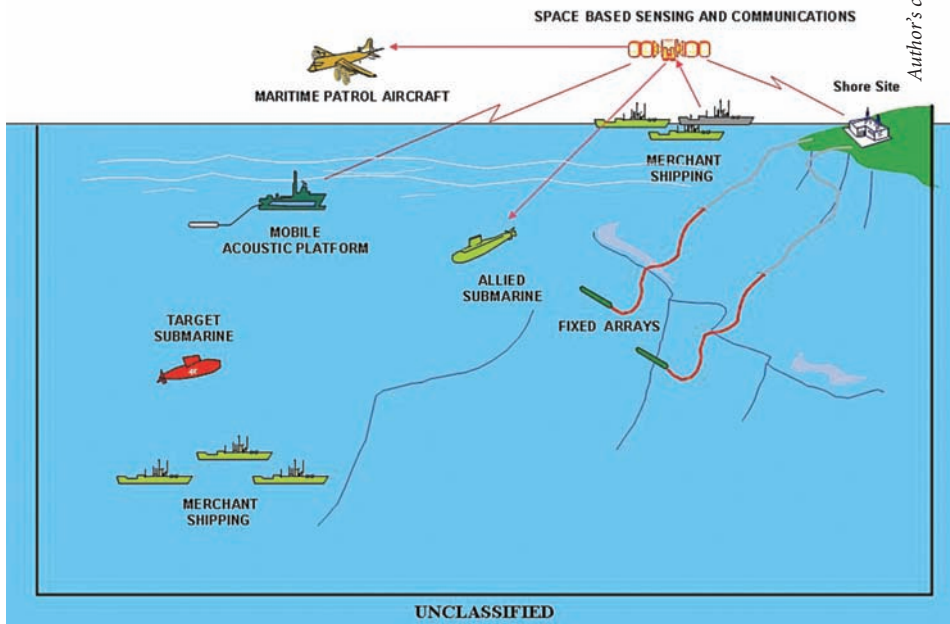 SPACE BASED SENSING AND COMMUNICATIONS
Author's
MARITIME PATROL AIRCRAFT
Shore Site
MERCHANT
SHIPPING
MOBILE
ACOUSTIC PLATFORM
ALLIED
SUBMARINE
FIXED ARRAYS
TARGET
SUBMARINE
MERCHANT
SHIPPING
UNCLASSIFIED